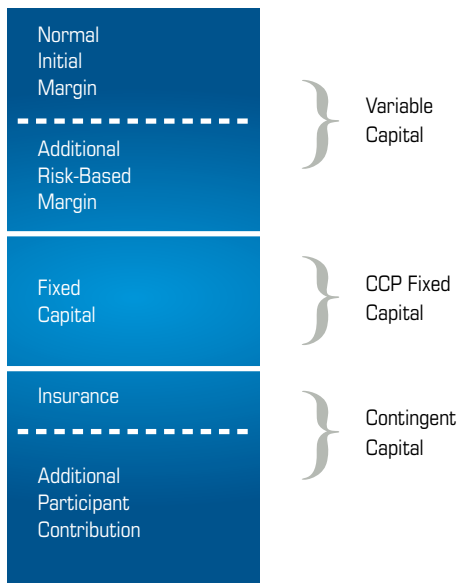 Normal
Initial
Margin
Variable
Capital
Additional
Risk-Based
Margin
Fixed
Capital
CCP Fixed
Capital
Insurance
Contingent
Capital
Additional
Participant
Contribution